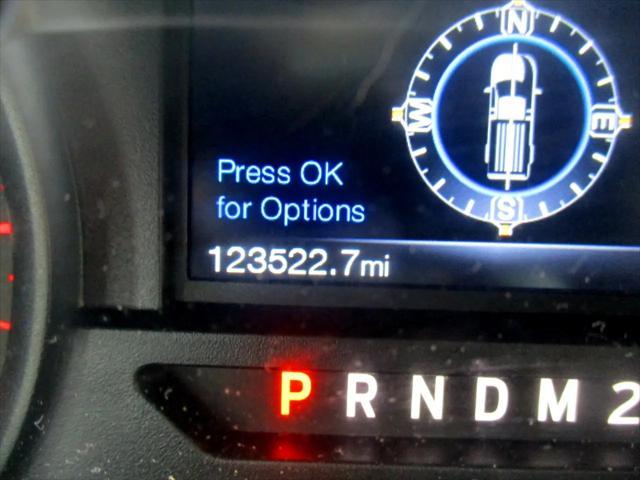 N
W E
S
Press OK
for Options
123522.7mi
P R N D M 2